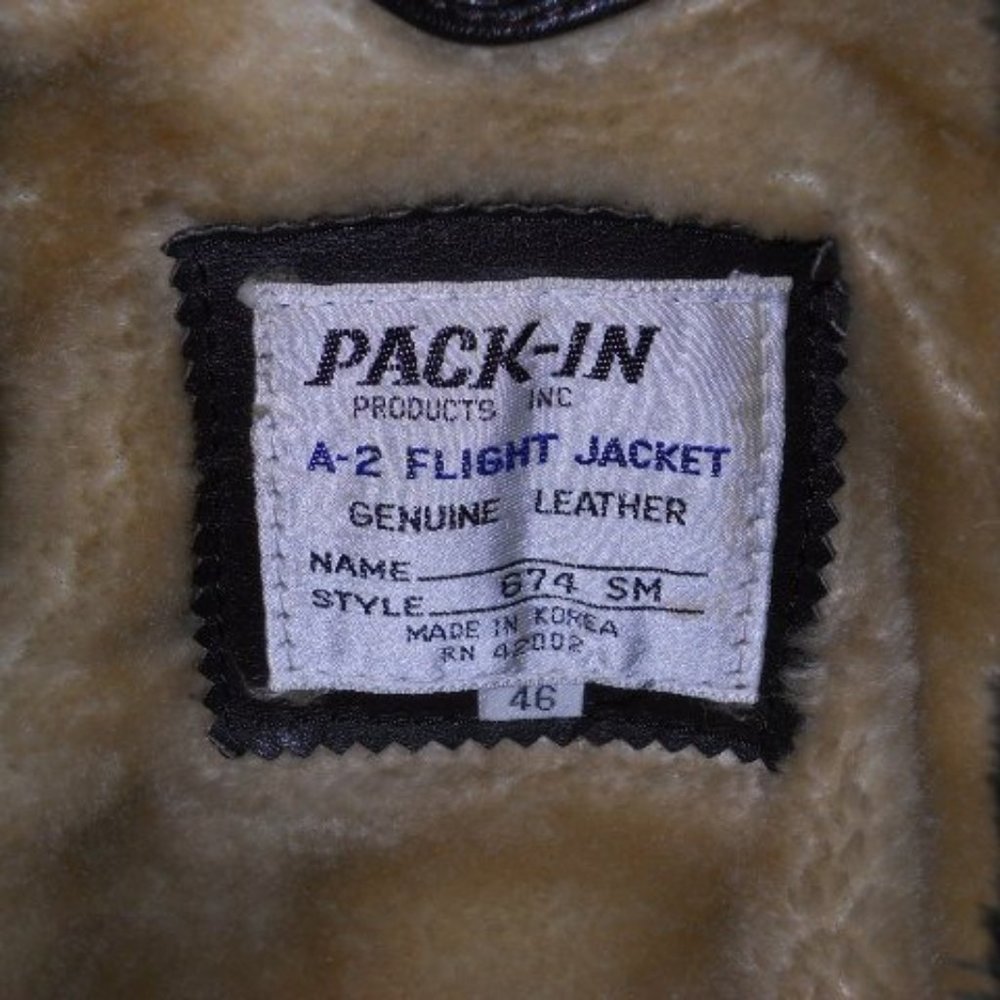 PACK-IN
PRODUCTS INC
A-2 FLIGHT JACKET
GENUINE LEATHER
NAME
STYLE 674 SM
MADE IN KOREA
RN 42002
46